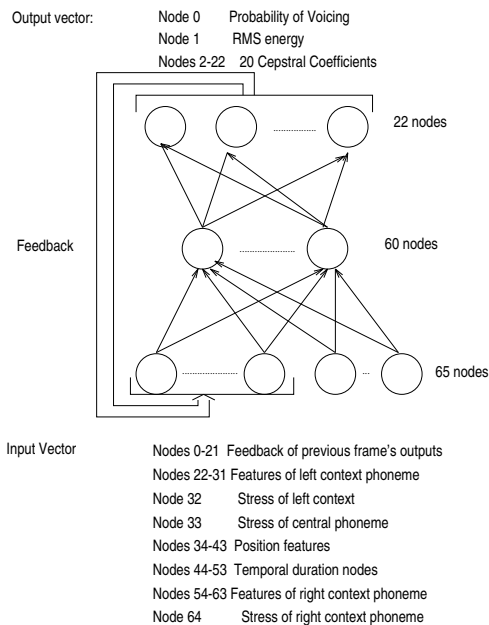 Output vector: Node 0 Probability of Voicing
Node 1 RMS energy
Nodes 2-22 20 Cepstral Coefficients
22 nodes
Feedback
60 nodes
65 nodes
Input Vector
Nodes 0-21 Feedback of previous frame's outputs
Nodes 22-31 Features of left context phoneme
Node 32 Stress of left context
Node 33 Stress of central phoneme
Nodes 34-43 Position features
Nodes 44-53 Temporal duration nodes
Nodes 54-63 Features of right context phoneme
Node 64 Stress of right context phoneme